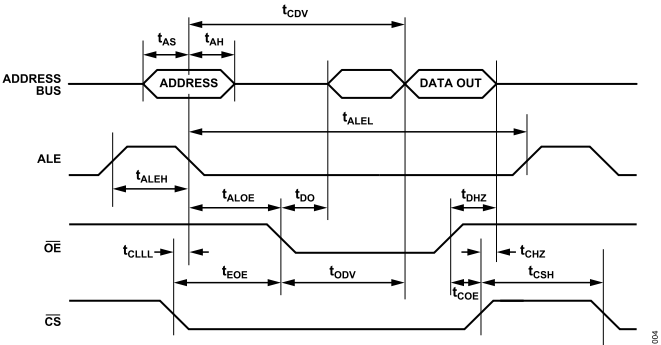 tCDV
tAS
tAH
ADDRESS
BUS
ADDRESS
DATA OUT
tALEL
ALE
tALEH
tALOE
tDO
tDHZ
OE
tCLLL
tCHZ
tEOE
tODV
tCOE
tCSH
CS
004